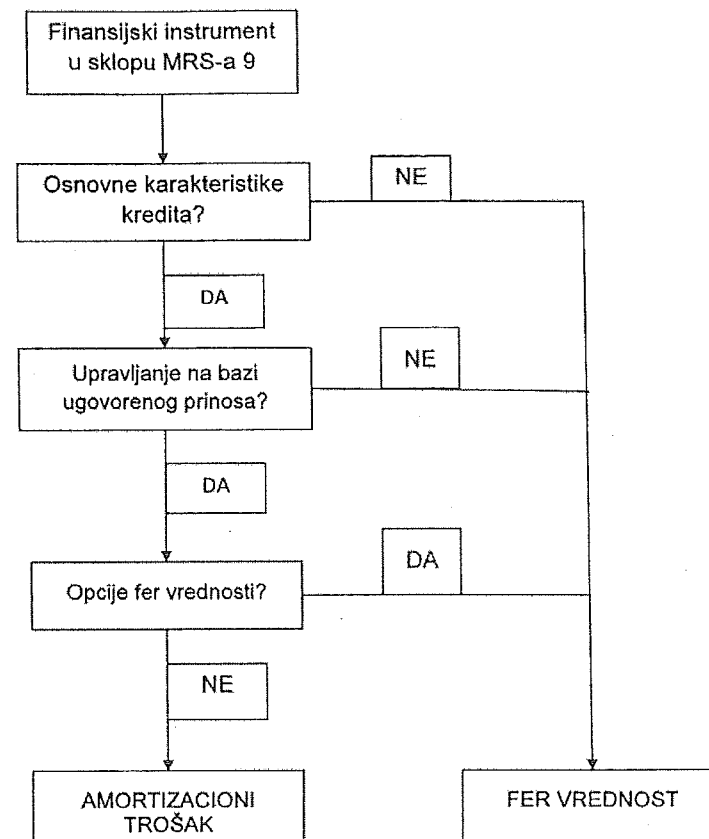 Finansijski instrument
u sklopu MRS-a 9
Osnovne karakteristike
kredita?
NE
DA
Upravljanje na bazi
ugovorenog prinosa?
NE
DA
Opcije fer vrednosti?
DA
NE
AMORTIZACIONI
TROŠAK
FER VREDNOST